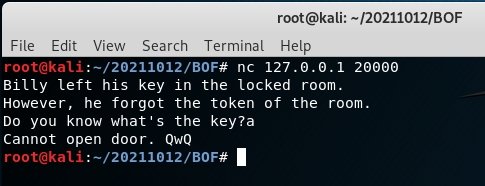 root@kali: ~/20211012/BOF
File Edit View Search Terminal Help
root@kali:~/20211012/BOF# nc 127.0.0.1 20000
Billy left his key in the locked room.
However, he forgot the token of the room.
Do you know what's the key?a
Cannot open door. QwQ
root@kali:~/20211012/BOF#